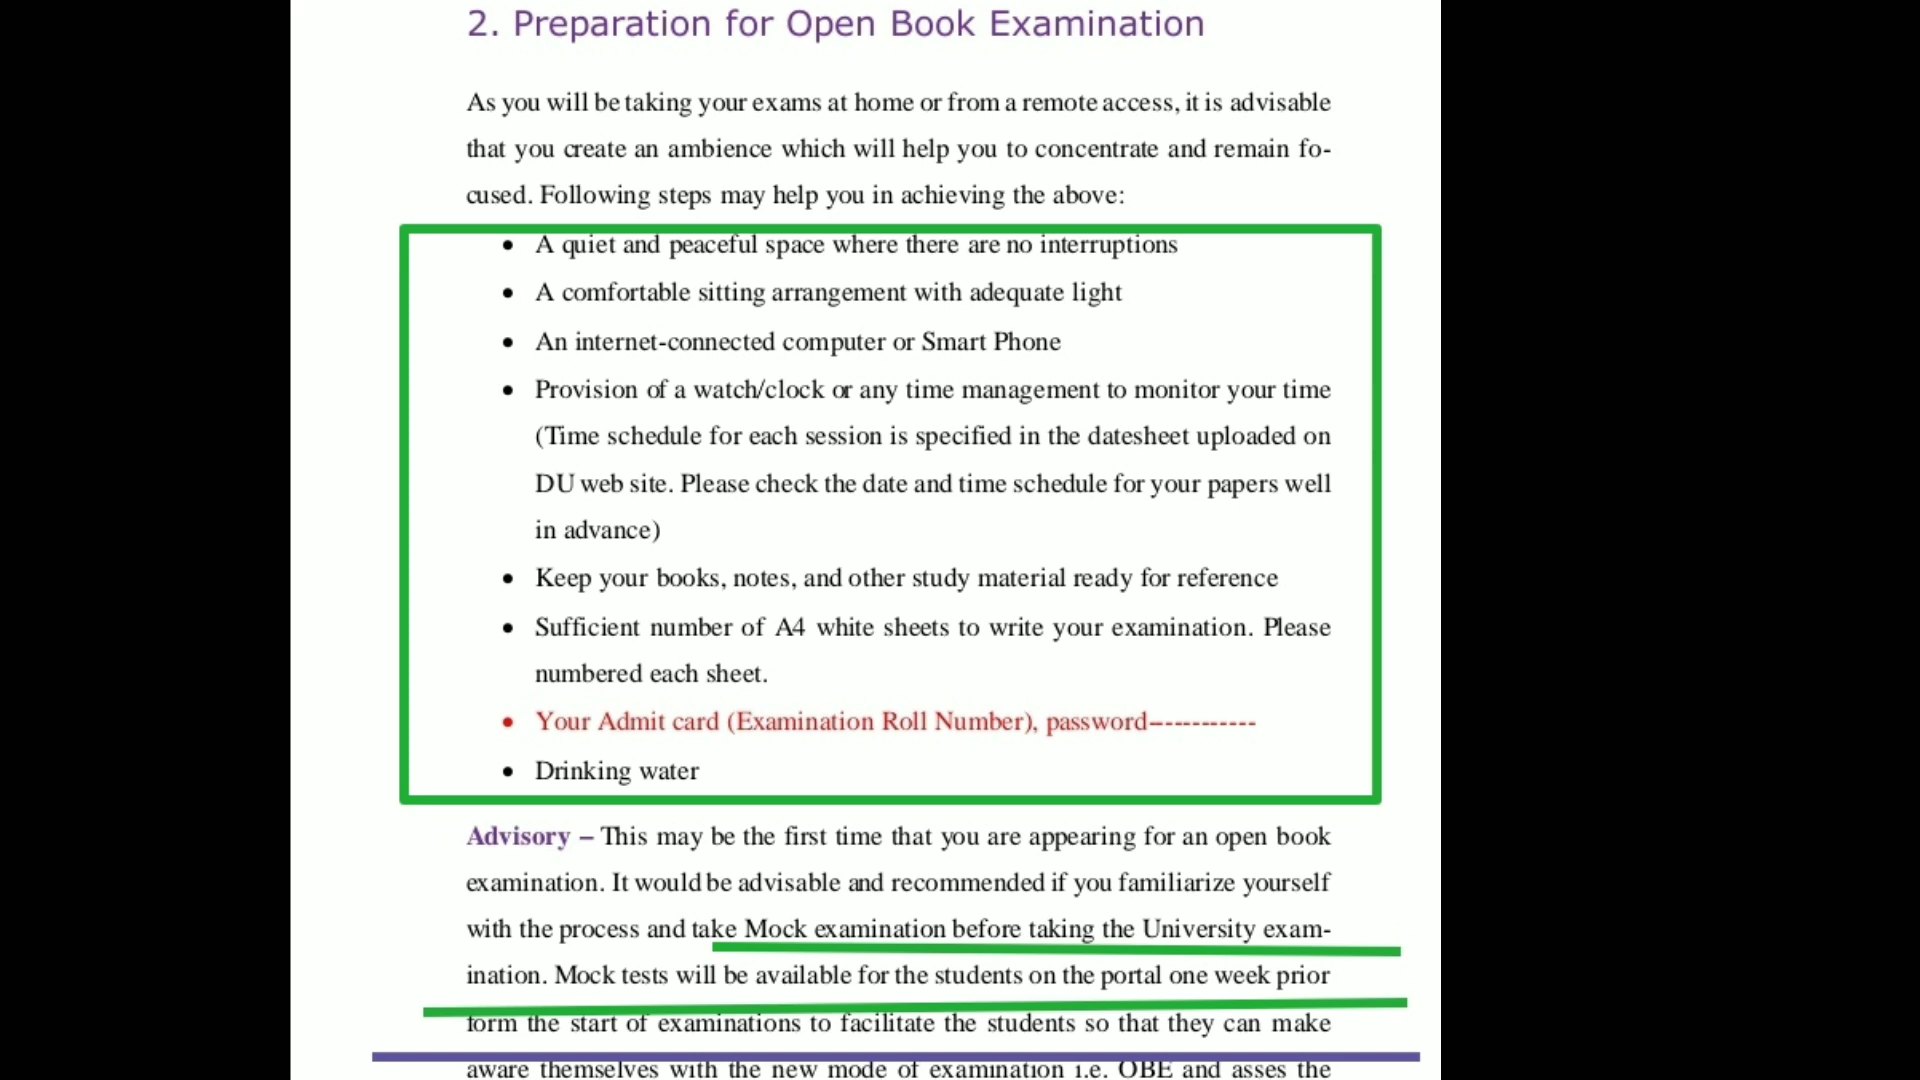 2. Preparation for Open Book Examination
As you will be taking your exams at home or from a remote access, it is advisable
that you create an ambience which will help you to concentrate and remain fo-
cused. Following steps may help you in achieving the above:
• A quiet and peaceful space where there are no interruptions
• A comfortable sitting arrangement with adequate light
• An internet-connected computer or Smart Phone
• Provision of a watch/clock or any time management to monitor your time
(Time schedule for each session is specified in the datesheet uploaded on
DU web site. Please check the date and time schedule for your papers well
in advance)
• Keep your books, notes, and other study material ready for reference
• Sufficient number of A4 white sheets to write your examination. Please
numbered each sheet.
• Your Admit card (Examination Roll Number), password-----------
• Drinking water
Advisory – This may be the first time that you are appearing for an open book
examination. It would be advisable and recommended if you familiarize yourself
with the process and take Mock examination before taking the University exam-
ination. Mock tests will be available for the students on the portal one week prior
form the start of examinations to facilitate the students so that they can make
aware themselves with the new mode of examination i.e. OBE and asses the